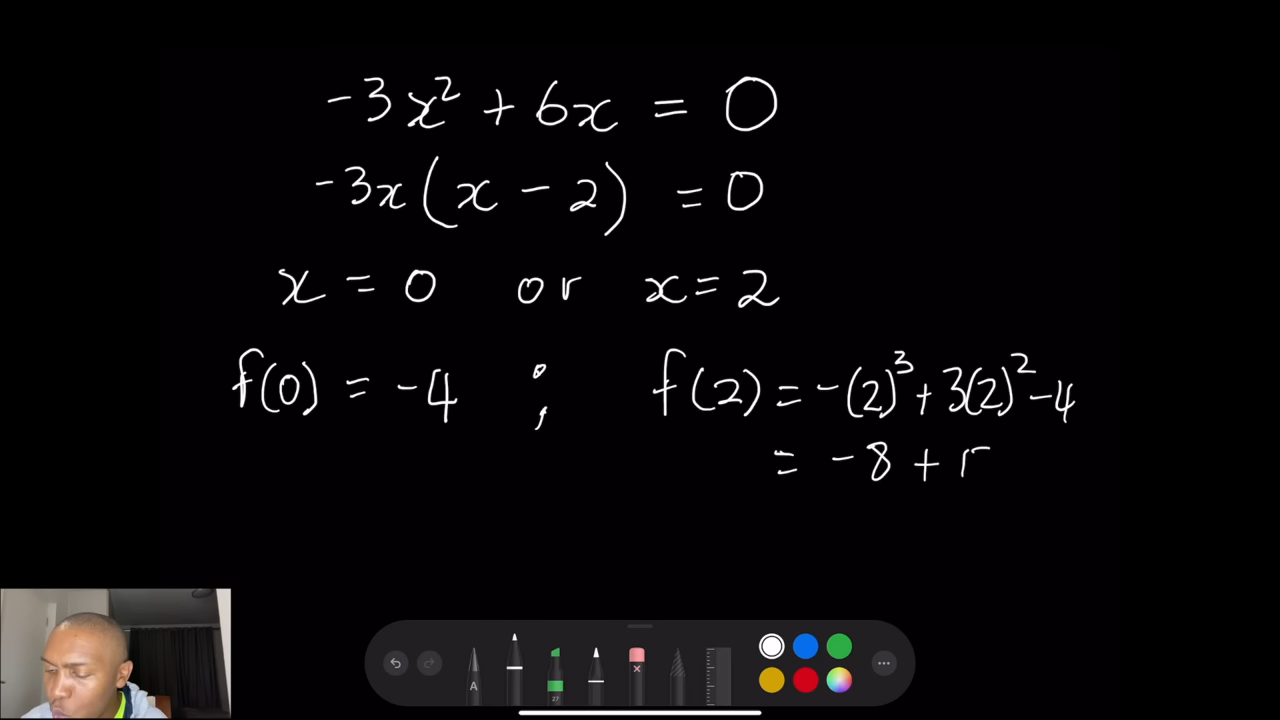 -3x² + 6x = 0
-3x(x - 2) = 0
x = 0 or x = 2
f(0) = -4 ; f(2) = -(2)³ + 3(2)² - 4
= -8 +
A
27